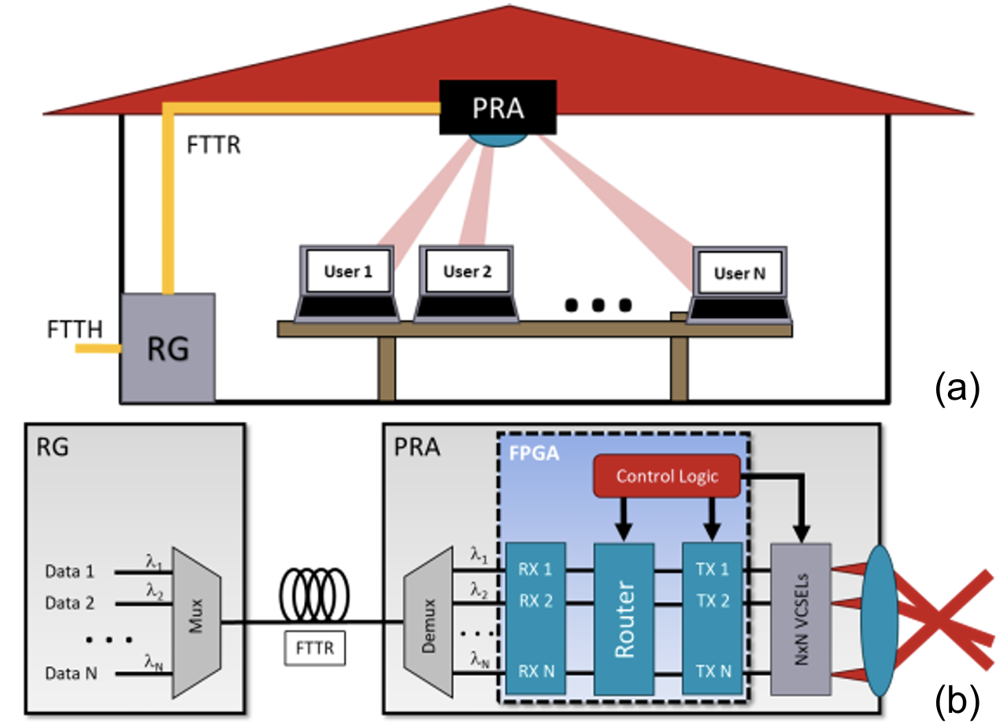 PRA
FTTR
User 1
User 2
User N
FTTH
RG
(a)
RG
PRA
FPGA
Control Logic
Data 1
λ1
Data 2
λ2
. . .
Data N
λN
Mux
FTTR
Demux
λ1
λ2
. . .
λN
RX 1
RX 2
RX N
Router
TX 1
TX 2
TX N
NxN VCSELs
(b)